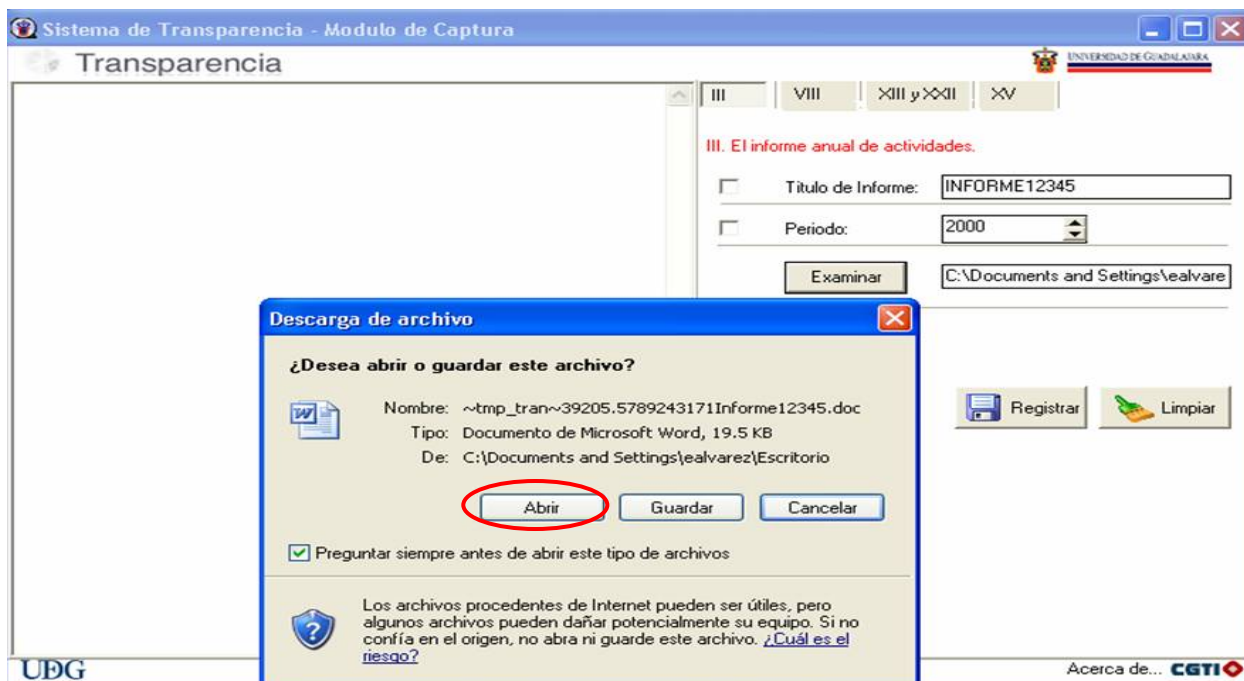 Sistema de Transparencia - Modulo de Captura
Transparencia
UNIVERSIDAD DE GUADALAJARA
III VIII XIII y XXII XV
III. El informe anual de actividades.
Titulo de Informe: INFORME12345
Periodo: 2000
Examinar C:\Documents and Settings\ealvare
Registrar Limpiar
Descarga de archivo
¿Desea abrir o guardar este archivo?
Nombre: ~tmp_tran~39205.5789243171Informe12345.doc
Tipo: Documento de Microsoft Word, 19.5 KB
De: C:\Documents and Settings\ealvarez\Escritorio
Abrir Guardar Cancelar
Preguntar siempre antes de abrir este tipo de archivos
Los archivos procedentes de Internet pueden ser útiles, pero
algunos archivos pueden dañar potencialmente su equipo. Si no
confía en el origen, no abra ni guarde este archivo. ¿Cuál es el
riesgo?
UDG
Acerca de... CGTI